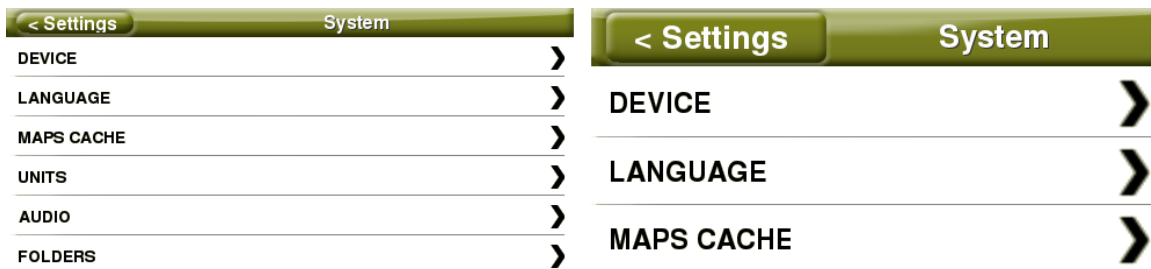 < Settings System
DEVICE
LANGUAGE
MAPS CACHE
UNITS
AUDIO
FOLDERS
< Settings System
DEVICE
LANGUAGE
MAPS CACHE